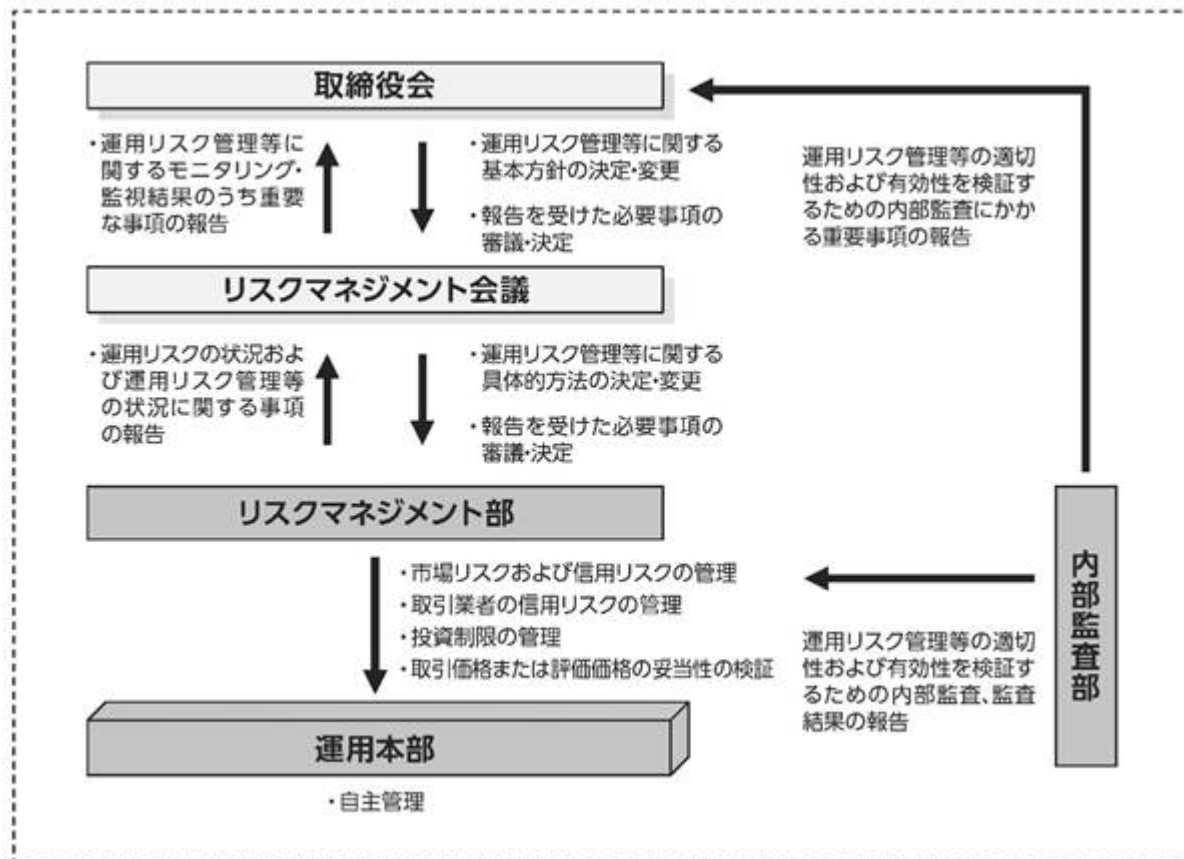 取締役会
・運用リスク管理等に
関するモニタリング・
監視結果のうち重要
な事項の報告
・運用リスク管理等に関する
基本方針の決定・変更
・報告を受けた必要事項の
審議・決定
運用リスク管理等の適切
性および有効性を検証す
るための内部監査にかか
る重要事項の報告
リスクマネジメント会議
・運用リスクの状況およ
び運用リスク管理等
の状況に関する事項
の報告
・運用リスク管理等に関する
具体的方法の決定・変更
・報告を受けた必要事項の
審議・決定
リスクマネジメント部
・市場リスクおよび信用リスクの管理
・取引業者の信用リスクの管理
・投資制限の管理
・取引価格または評価価格の妥当性の検証
運用リスク管理等の適切
性および有効性を検証す
るための内部監査、監査
結果の報告
内部監査部
運用本部
・自主管理